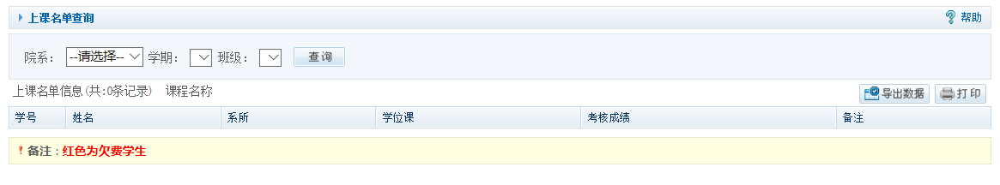 上课名单查询 帮助
院系： --请选择-- 学期： 班级： 查询
上课名单信息(共:0条记录) 课程名称 导出数据 打印
学号 姓名 系所 学位课 考核成绩 备注
备注：红色为欠费学生